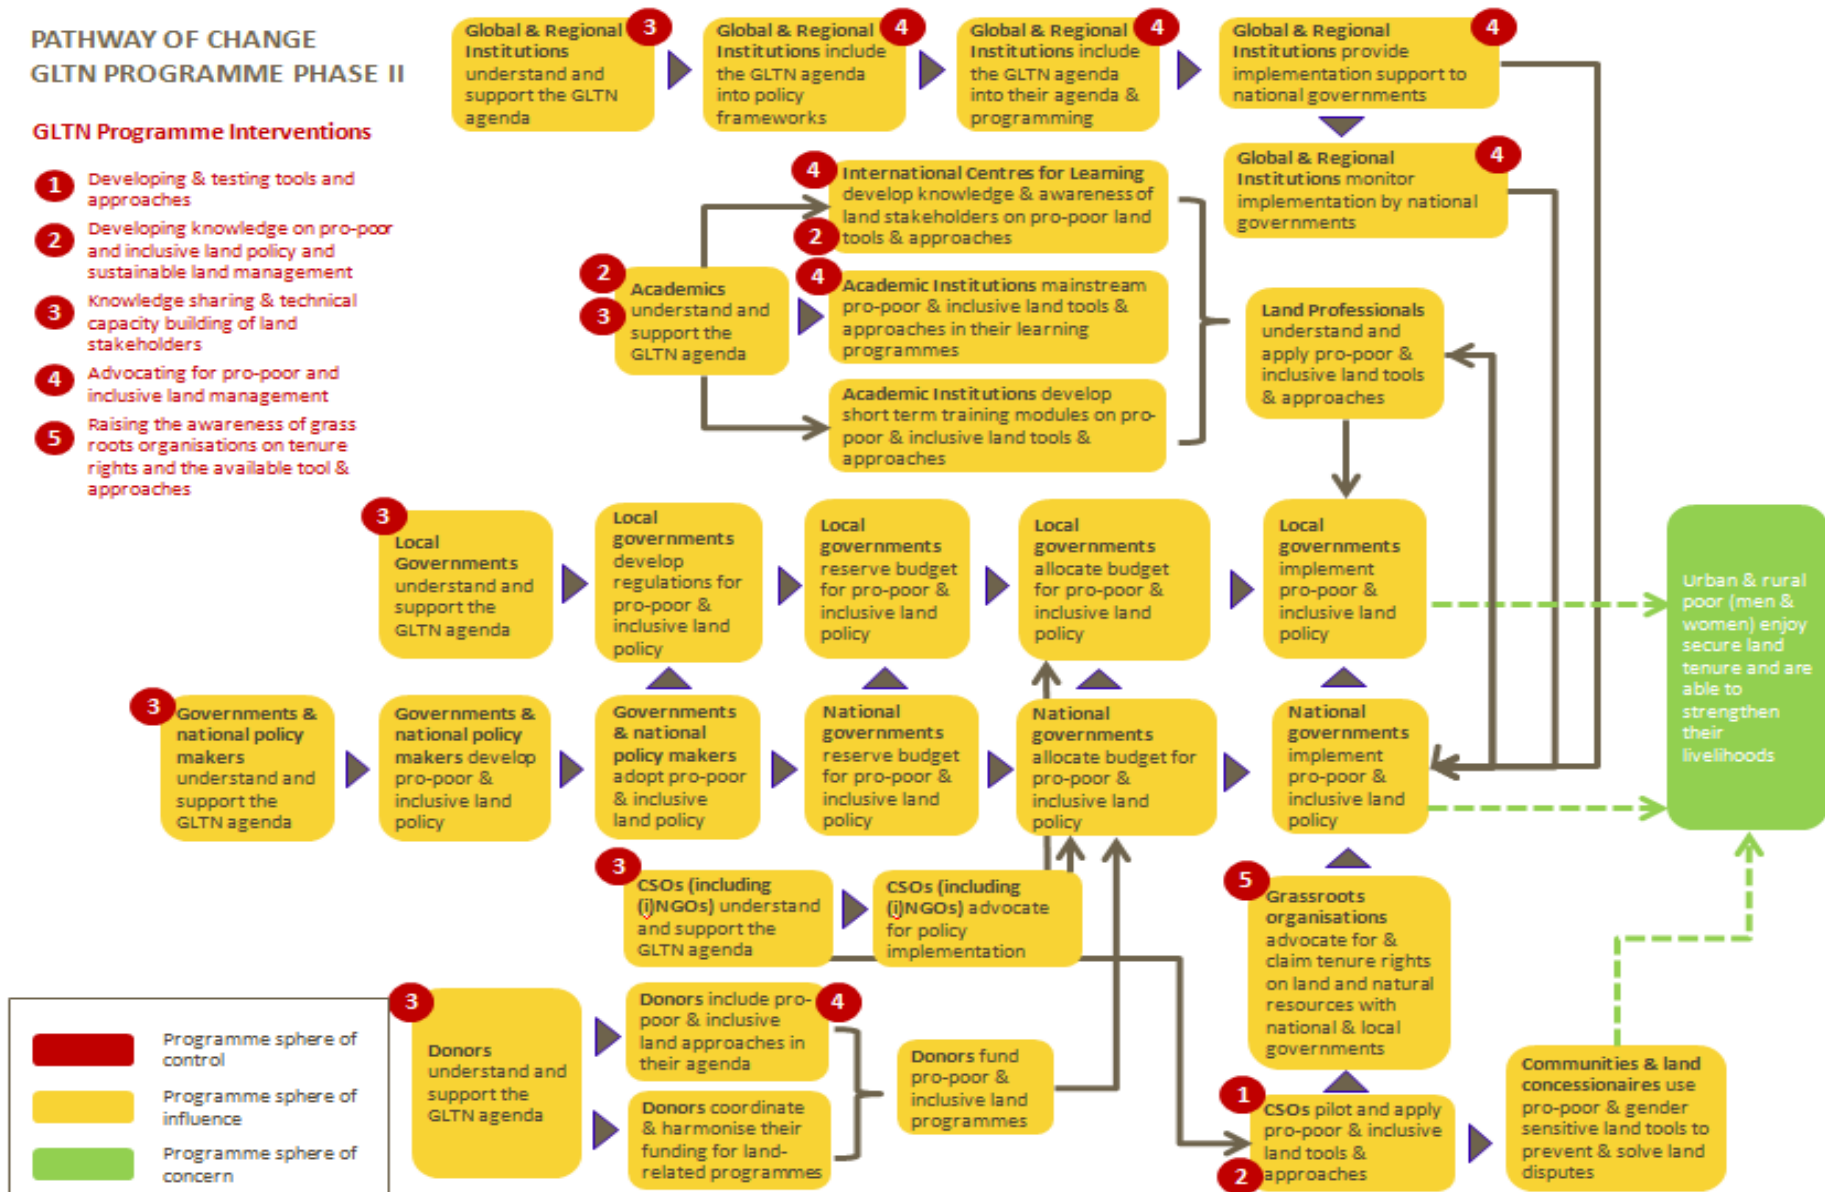 PATHWAY OF CHANGE
GLTN PROGRAMME PHASE II
GLTN Programme Interventions
1
Developing & testing tools and
approaches
2
Developing knowledge on pro-poor
and inclusive land policy and
sustainable land management
3
Knowledge sharing & technical
capacity building of land
stakeholders
4
Advocating for pro-poor and
inclusive land management
5
Raising the awareness of grass
roots organisations on tenure
rights and the available tool &
approaches
Global & Regional
Institutions
understand and
support the GLTN
agenda
3
Global & Regional
Institutions include
the GLTN agenda
into policy
frameworks
4
Global & Regional
Institutions include
the GLTN agenda
into their agenda &
programming
4
Global & Regional
Institutions provide
implementation support to
national governments
4
Global & Regional
Institutions monitor
implementation by national
governments
4
2
3
Academics
understand and
support the
GLTN agenda
4
2
International Centres for Learning
develop knowledge & awareness of
land stakeholders on pro-poor land
tools & approaches
4
Academic Institutions mainstream
pro-poor & inclusive land tools &
approaches in their learning
programmes
Academic Institutions develop
short term training modules on pro-
poor & inclusive land tools &
approaches
Land Professionals
understand and
apply pro-poor &
inclusive land tools
& approaches
3
Local
Governments
understand and
support the
GLTN agenda
Local
governments
develop
regulations for
pro-poor &
inclusive land
policy
Local
governments
reserve budget
for pro-poor &
inclusive land
policy
Local
governments
allocate budget
for pro-poor &
inclusive land
policy
Local
governments
implement
pro-poor &
inclusive land
policy
Urban & rural
poor (men &
women) enjoy
secure land
tenure and are
able to
strengthen
their
livelihoods
3
Governments &
national policy
makers
understand and
support the
GLTN agenda
Governments &
national policy
makers develop
pro-poor &
inclusive land
policy
Governments
& national
policy makers
adopt pro-poor
& inclusive
land policy
National
governments
reserve budget
for pro-poor &
inclusive land
policy
National
governments
allocate budget for
pro-poor &
inclusive land
policy
National
governments
implement
pro-poor &
inclusive land
policy
3
CSOs (including
(i)NGOs) understand
and support the
GLTN agenda
CSOs (including
(i)NGOs) advocate
for policy
implementation
5
Grassroots
organisations
advocate for &
claim tenure rights
on land and natural
resources with
national & local
governments
3
Donors
understand and
support the
GLTN agenda
4
Donors include pro-
poor & inclusive
land approaches in
their agenda
Donors coordinate
& harmonise their
funding for land-
related programmes
Donors fund
pro-poor &
inclusive land
programmes
1
2
CSOs pilot and apply
pro-poor & inclusive
land tools &
approaches
Communities & land
concessionaires use
pro-poor & gender
sensitive land tools to
prevent & solve land
disputes
Programme sphere of
control
Programme sphere of
influence
Programme sphere of
concern